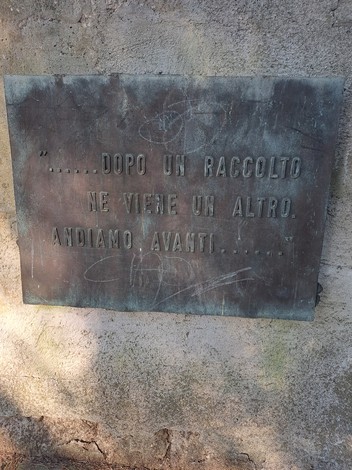 "......DOPO UN RACCOLTO
NE VIENE UN ALTRO.
ANDIAMO AVANTI......."